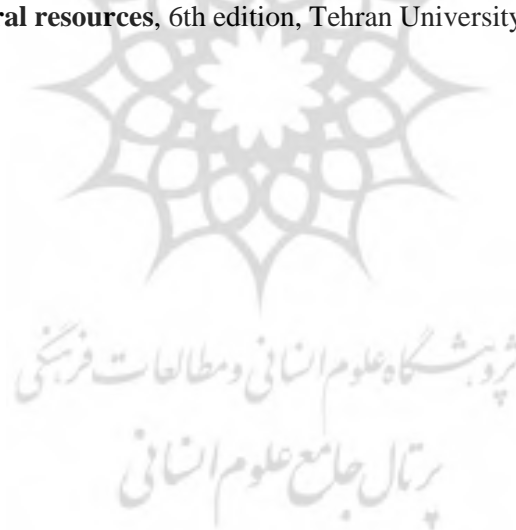 ral resources, 6th edition, Tehran University
پژوهشگاه علوم انسانی و مطالعات فرهنگی
پرتال جامع علوم انسانی